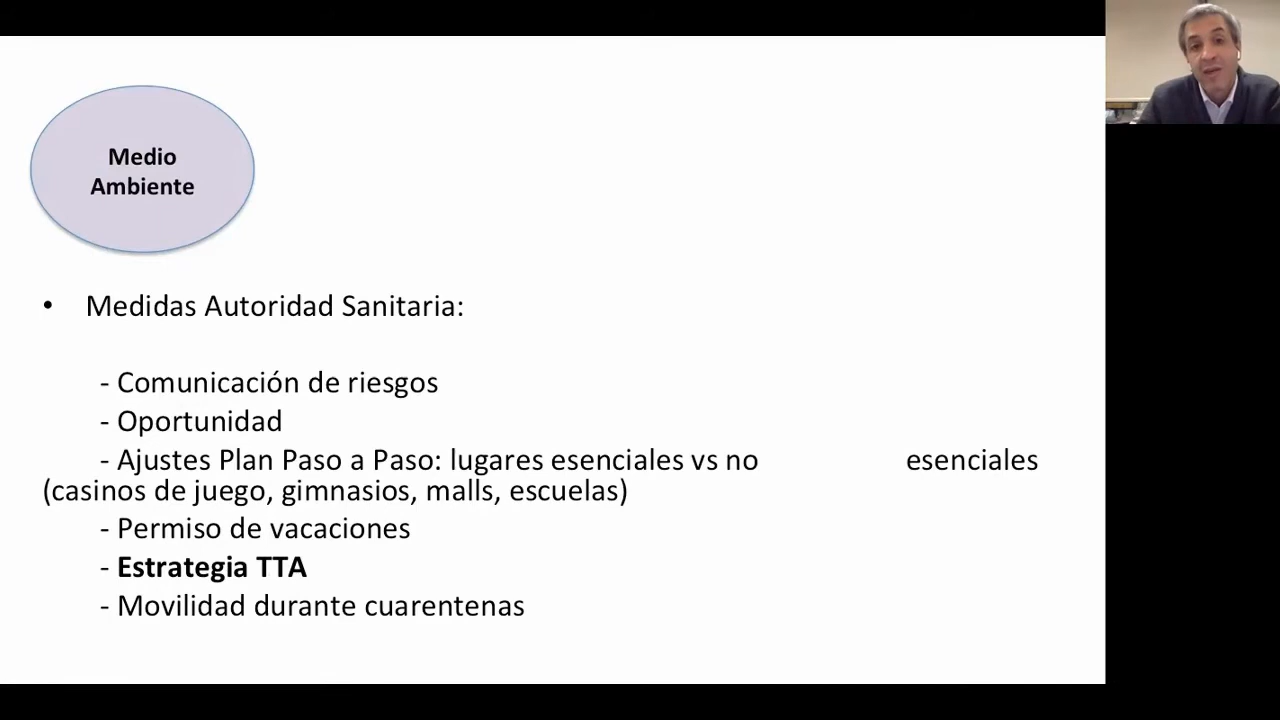 Medio
Ambiente
• Medidas Autoridad Sanitaria:
- Comunicación de riesgos
- Oportunidad
- Ajustes Plan Paso a Paso: lugares esenciales vs no esenciales
(casinos de juego, gimnasios, malls, escuelas)
- Permiso de vacaciones
- Estrategia TTA
- Movilidad durante cuarentenas